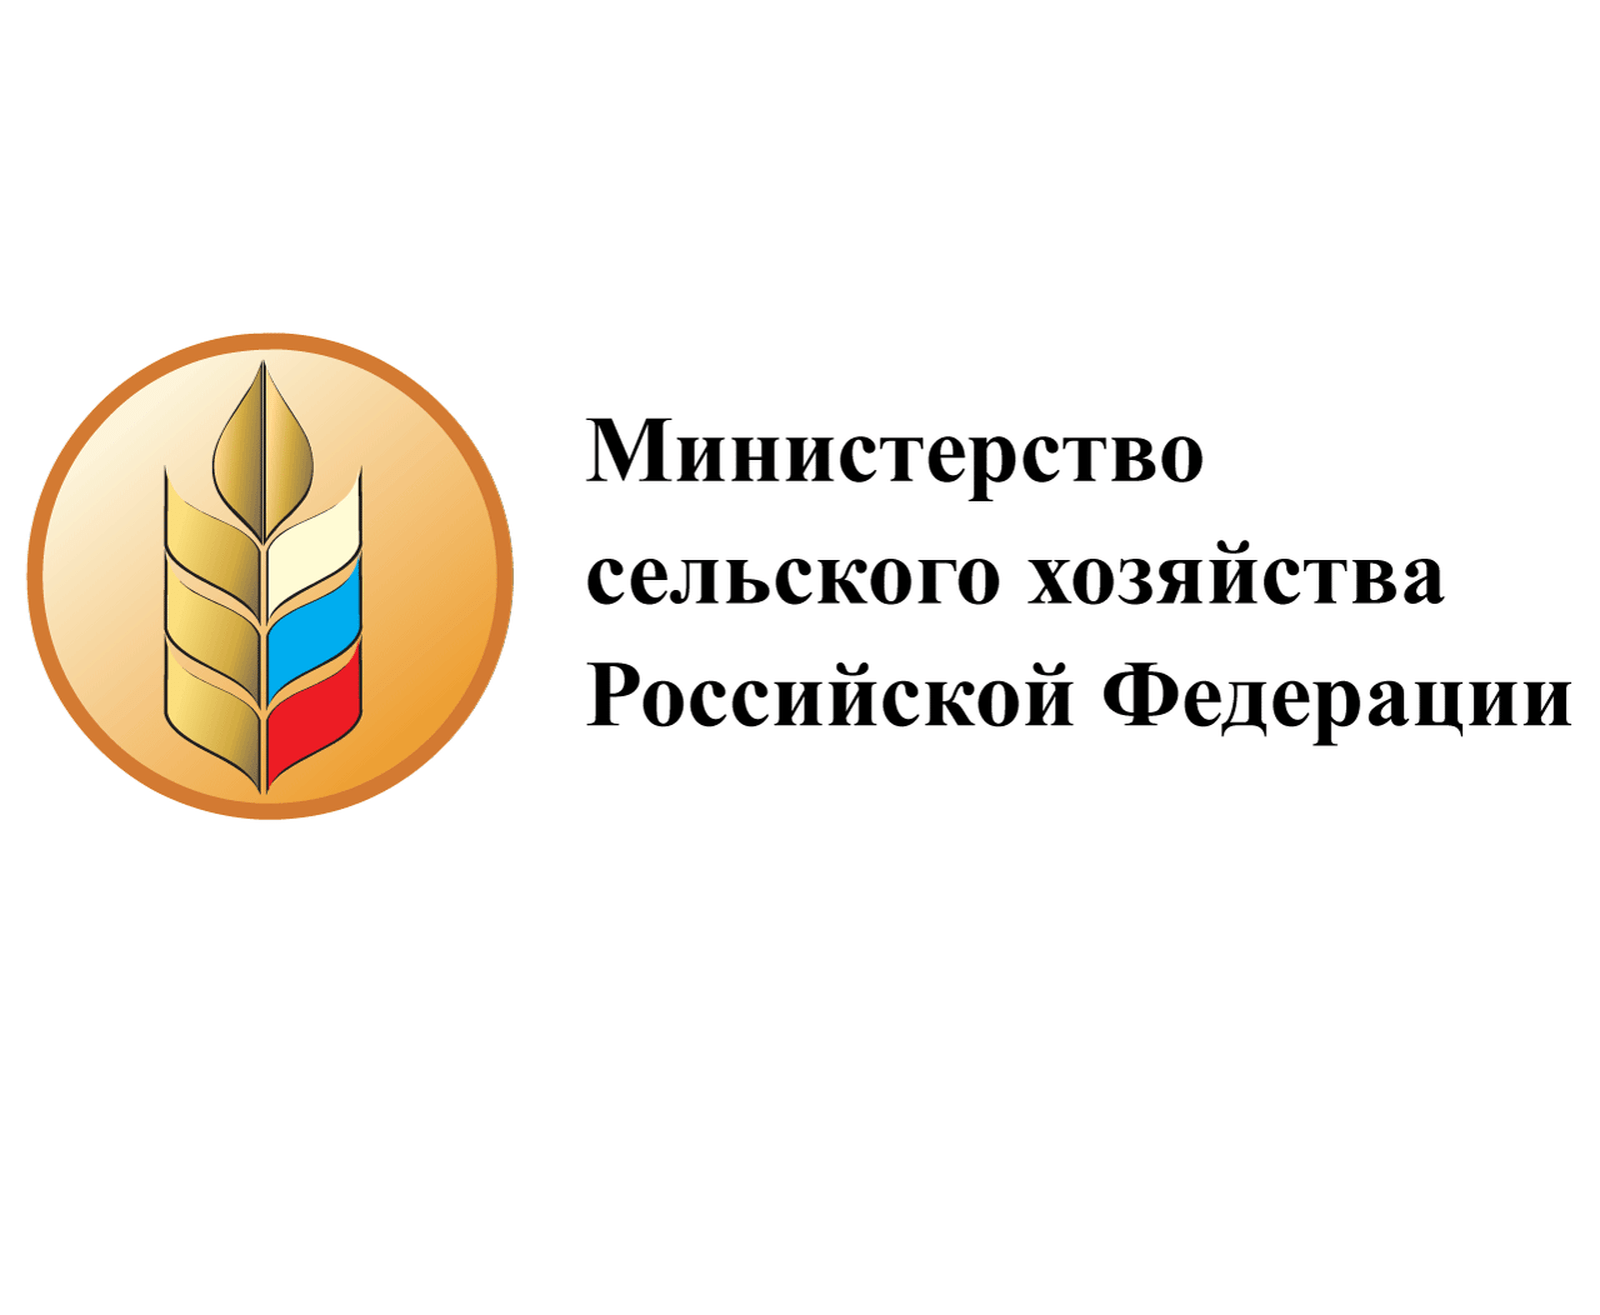 Министерство
сельского хозяйства
Российской Федерации